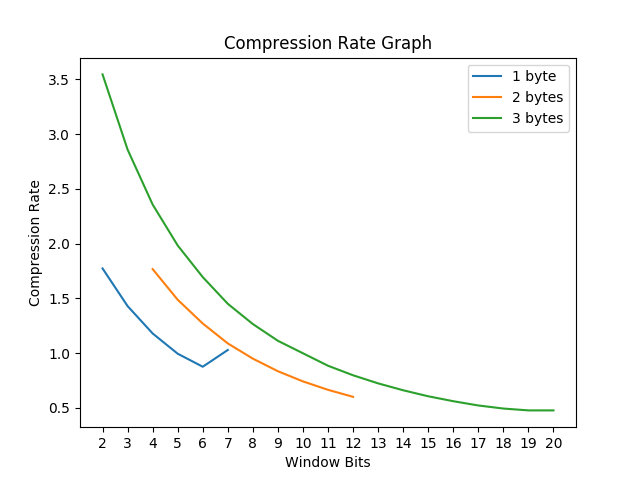 Compression Rate Graph
1 byte
2 bytes
3 bytes
Compression Rate
3.5
3.0
2.5
2.0
1.5
1.0
0.5
2 3 4 5 6 7 8 9 10 11 12 13 14 15 16 17 18 19 20
Window Bits